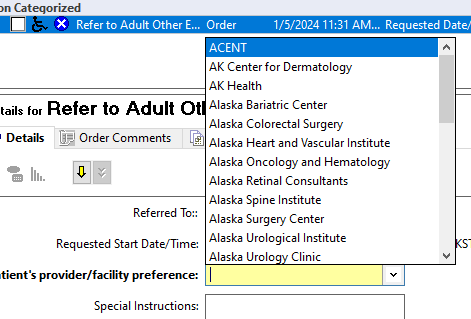 on Categorized
Refer to Adult Other E... Order 1/5/2024 11:31 AM... Requested Date/
ACENT
AK Center for Dermatology
AK Health
Alaska Bariatric Center
Alaska Colorectal Surgery
Alaska Heart and Vascular Institute
Alaska Oncology and Hematology
Alaska Retinal Consultants
Alaska Spine Institute
Alaska Surgery Center
Alaska Urological Institute
Alaska Urology Clinic
tails for Refer to Adult Oth
Details Order Comments
Referred To::
Requested Start Date/Time: KST
atient's provider/facility preference:
Special Instructions: